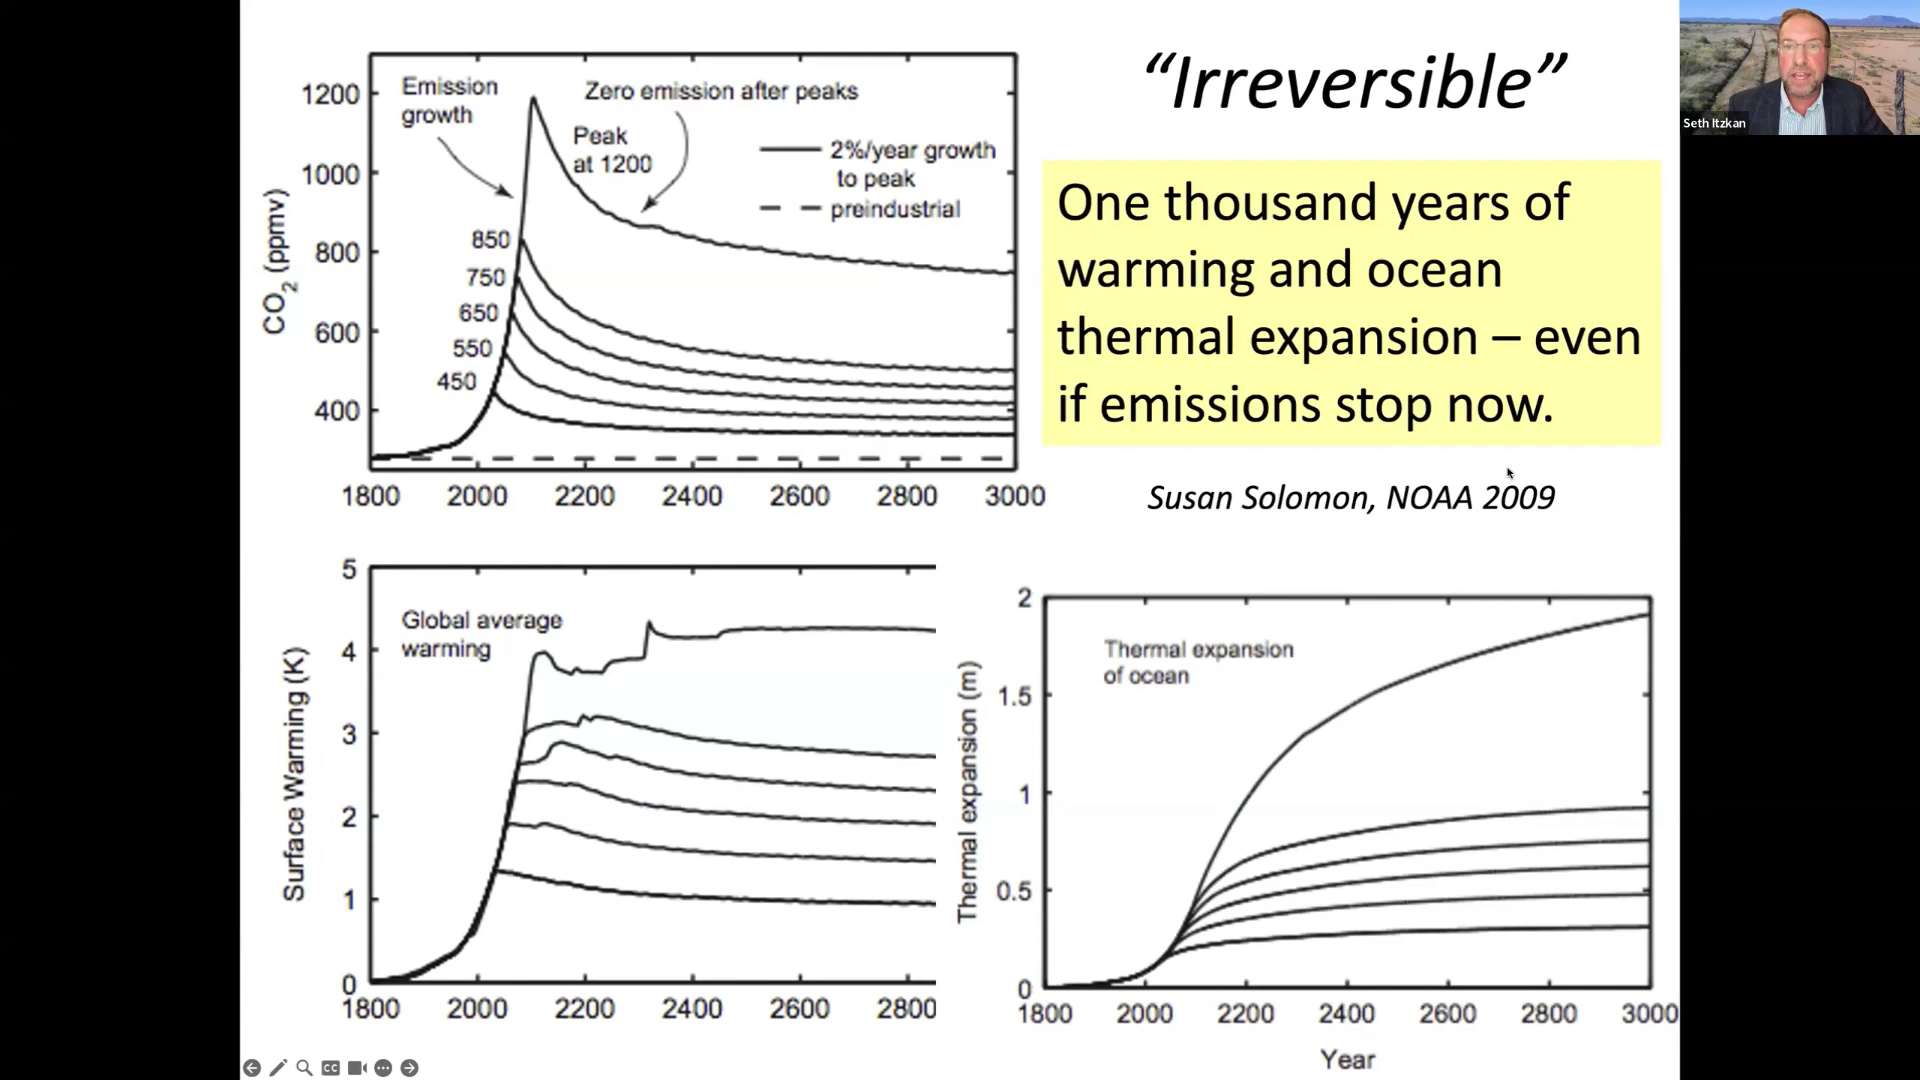 Emission
growth
Zero emission after peaks
Peak
at 1200
2%/year growth
to peak
preindustrial
850
750
650
550
450
CO2 (ppmv)
1200
1000
800
600
400
1800 2000 2200 2400 2600 2800 3000
“Irreversible”
One thousand years of
warming and ocean
thermal expansion – even
if emissions stop now.
Susan Solomon, NOAA 2009
Seth Itzkan
Global average
warming
Surface Warming (K)
5
4
3
2
1
0
1800 2000 2200 2400 2600 2800
Thermal expansion
of ocean
Thermal expansion (m)
2
1.5
1
0.5
0
1800 2000 2200 2400 2600 2800 3000
Year
CC